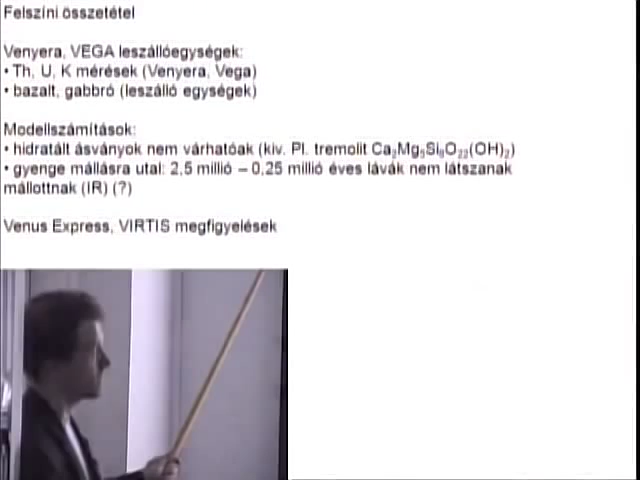 Felszíni összetétel
Venyera, VEGA leszállóegységek:
• Th, U, K mérések (Venyera, Vega)
• bazalt, gabbró (leszálló egységek)
Modellszámítások:
• hidratált ásványok nem várhatóak (kiv. Pl. tremolit Ca₂Mg₅Si₈O₂₂(OH)₂)
• gyenge mállásra utal: 2,5 millió – 0,25 millió éves lávák nem látszanak
mállottnak (IR) (?)
Venus Express, VIRTIS megfigyelések